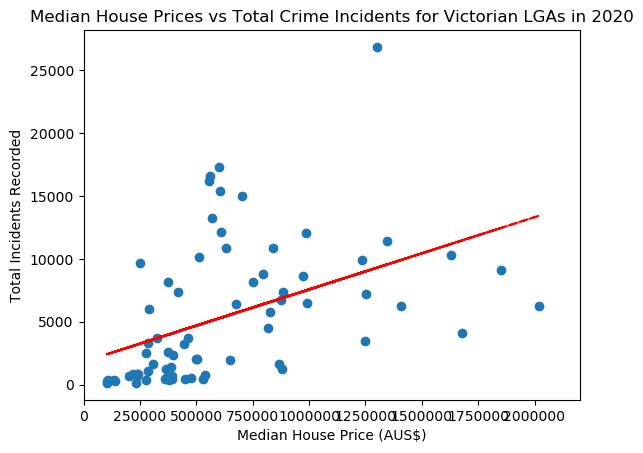 Median House Prices vs Total Crime Incidents for Victorian LGAs in 2020
25000
20000
15000
10000
5000
0
Total Incidents Recorded
0 250000 500000 750000 1000000 1250000 1500000 1750000 2000000
Median House Price (AUS$)